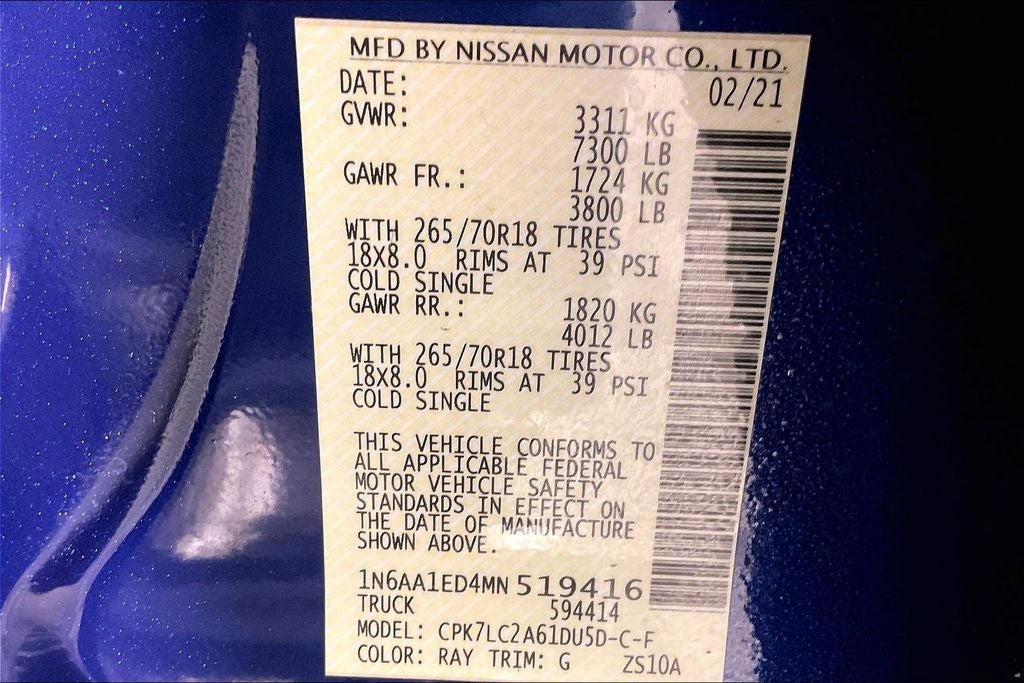 MFD BY NISSAN MOTOR CO., LTD.
DATE: 02/21
GVWR: 3311 KG
7300 LB
GAWR FR.: 1724 KG
3800 LB
WITH 265/70R18 TIRES
18X8.0 RIMS AT 39 PSI
COLD SINGLE
GAWR RR.: 1820 KG
4012 LB
WITH 265/70R18 TIRES
18X8.0 RIMS AT 39 PSI
COLD SINGLE
THIS VEHICLE CONFORMS TO
ALL APPLICABLE FEDERAL
MOTOR VEHICLE SAFETY
STANDARDS IN EFFECT ON
THE DATE OF MANUFACTURE
SHOWN ABOVE.
1N6AA1ED4MN 519416
TRUCK 594414
MODEL: CPK7LC2A61DU5D-C-F
COLOR: RAY TRIM: G ZS10A